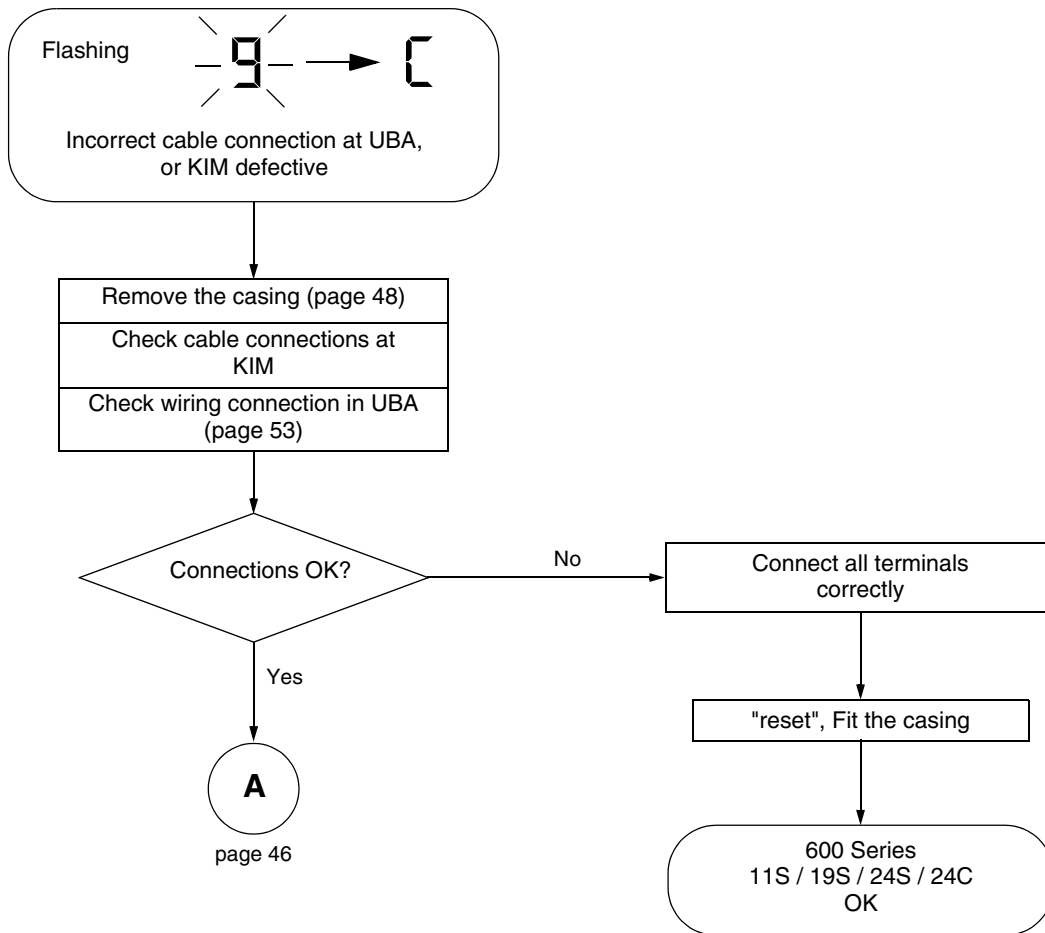 Flashing
9 C
Incorrect cable connection at UBA,
or KIM defective
Remove the casing (page 48)
Check cable connections at
KIM
Check wiring connection in UBA
(page 53)
Connections OK?
No
Connect all terminals
correctly
Yes
"reset", Fit the casing
A
page 46
600 Series
11S / 19S / 24S / 24C
OK